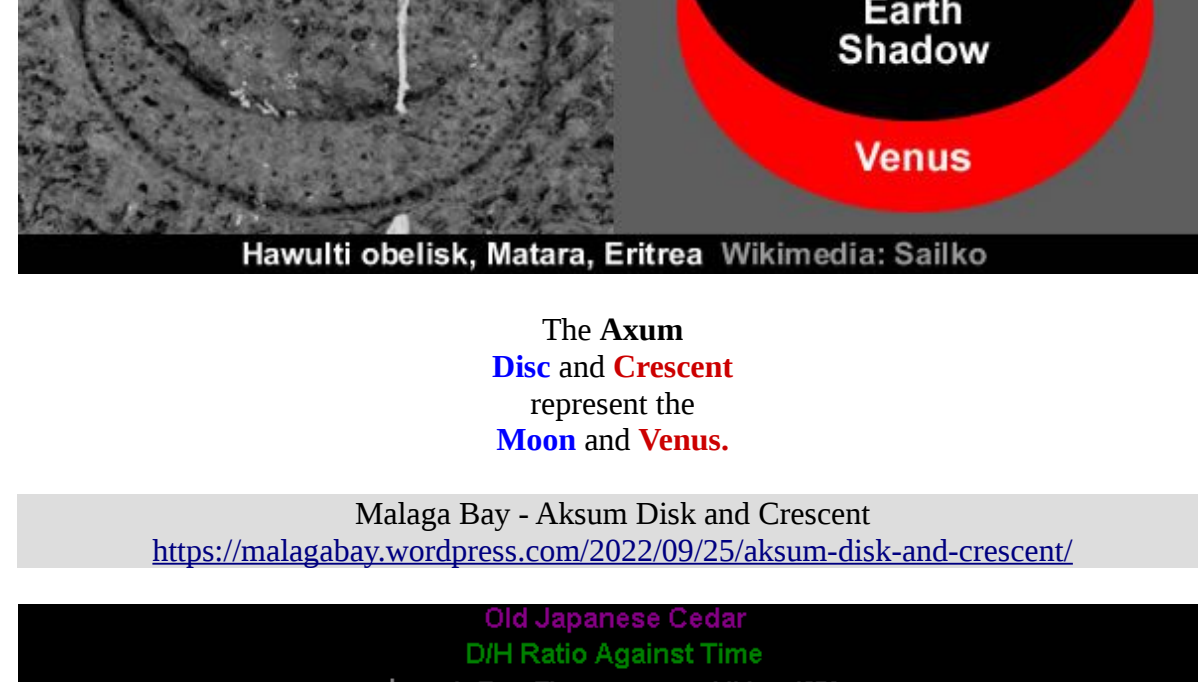 Earth
Shadow
Venus
Hawulti obelisk, Matara, Eritrea Wikimedia: Sailko
The Axum
Disc and Crescent
represent the
Moon and Venus.
Malaga Bay - Aksum Disk and Crescent
https://malagabay.wordpress.com/2022/09/25/aksum-disk-and-crescent/
Old Japanese Cedar
D/H Ratio Against Time